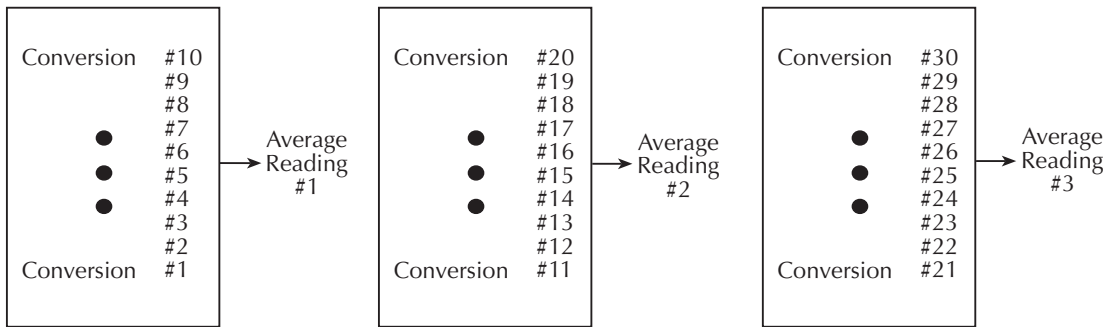 Conversion #10
#9
#8
#7
#6
#5
#4
#3
#2
Conversion #1
Average
Reading
#1
Conversion #20
#19
#18
#17
#16
#15
#14
#13
#12
Conversion #11
Average
Reading
#2
Conversion #30
#29
#28
#27
#26
#25
#24
#23
#22
Conversion #21
Average
Reading
#3